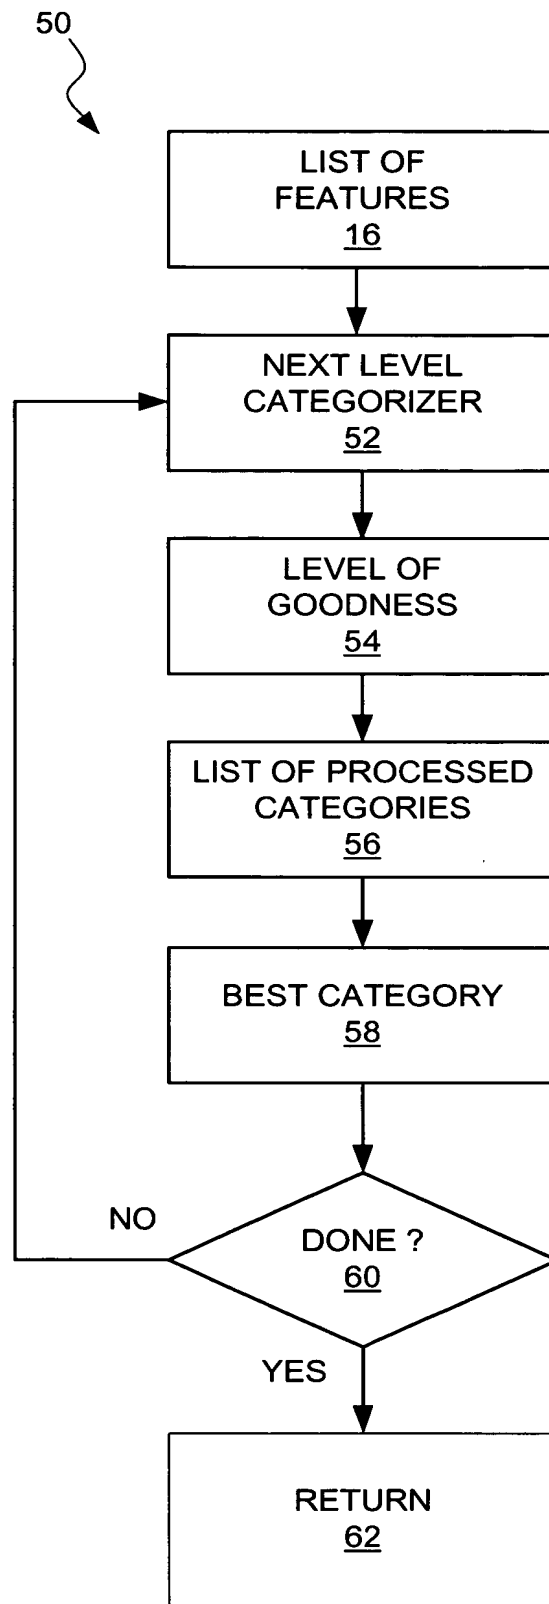 50
LIST OF
FEATURES
16
NEXT LEVEL
CATEGORIZER
52
LEVEL OF
GOODNESS
54
LIST OF PROCESSED
CATEGORIES
56
BEST CATEGORY
58
NO
DONE ?
60
YES
RETURN
62